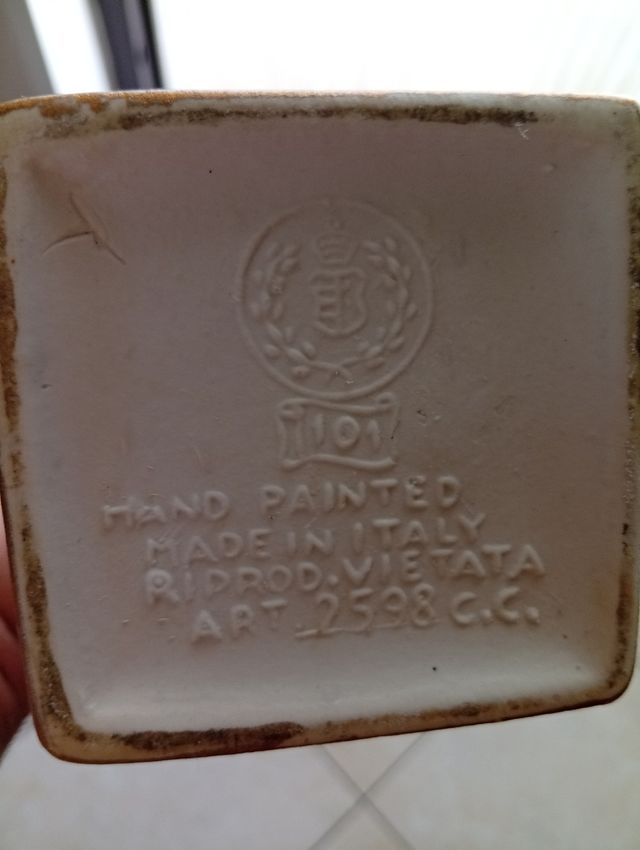 101
HAND PAINTED
MADE IN ITALY
RIPROD. VIETATA
ART. 2598 C.C.